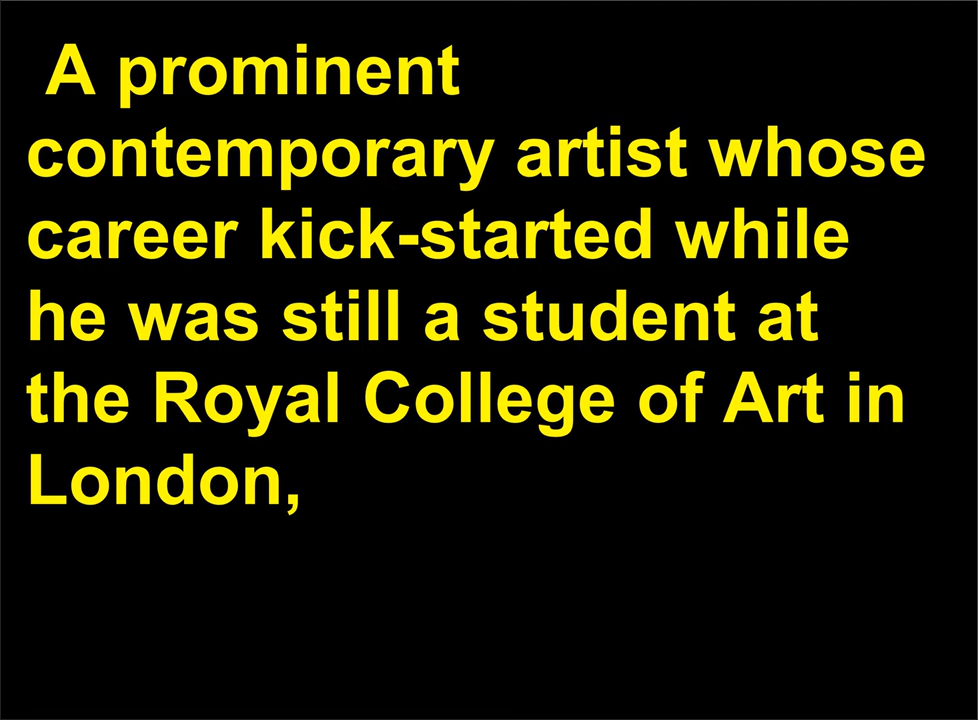 A prominent
contemporary artist whose
career kick-started while
he was still a student at
the Royal College of Art in
London,